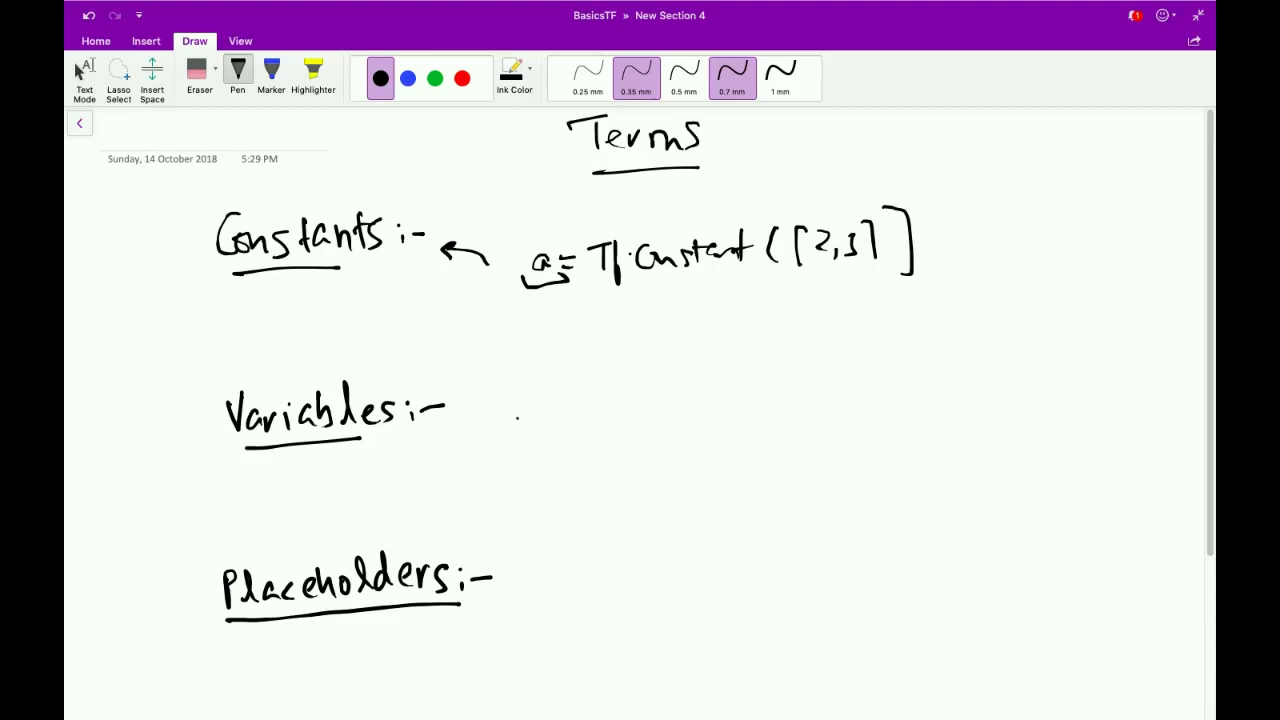 BasicsTF » New Section 4
1
Home Insert Draw View
Text Mode Lasso Select Insert Space Eraser Pen Marker Highlighter Ink Color 0.25 mm 0.35 mm 0.5 mm 0.7 mm 1 mm
Terms
Sunday, 14 October 2018 5:29 PM
Constants :-
a = Tf.constant ([2,3]]
Variables :-
Placeholders :-